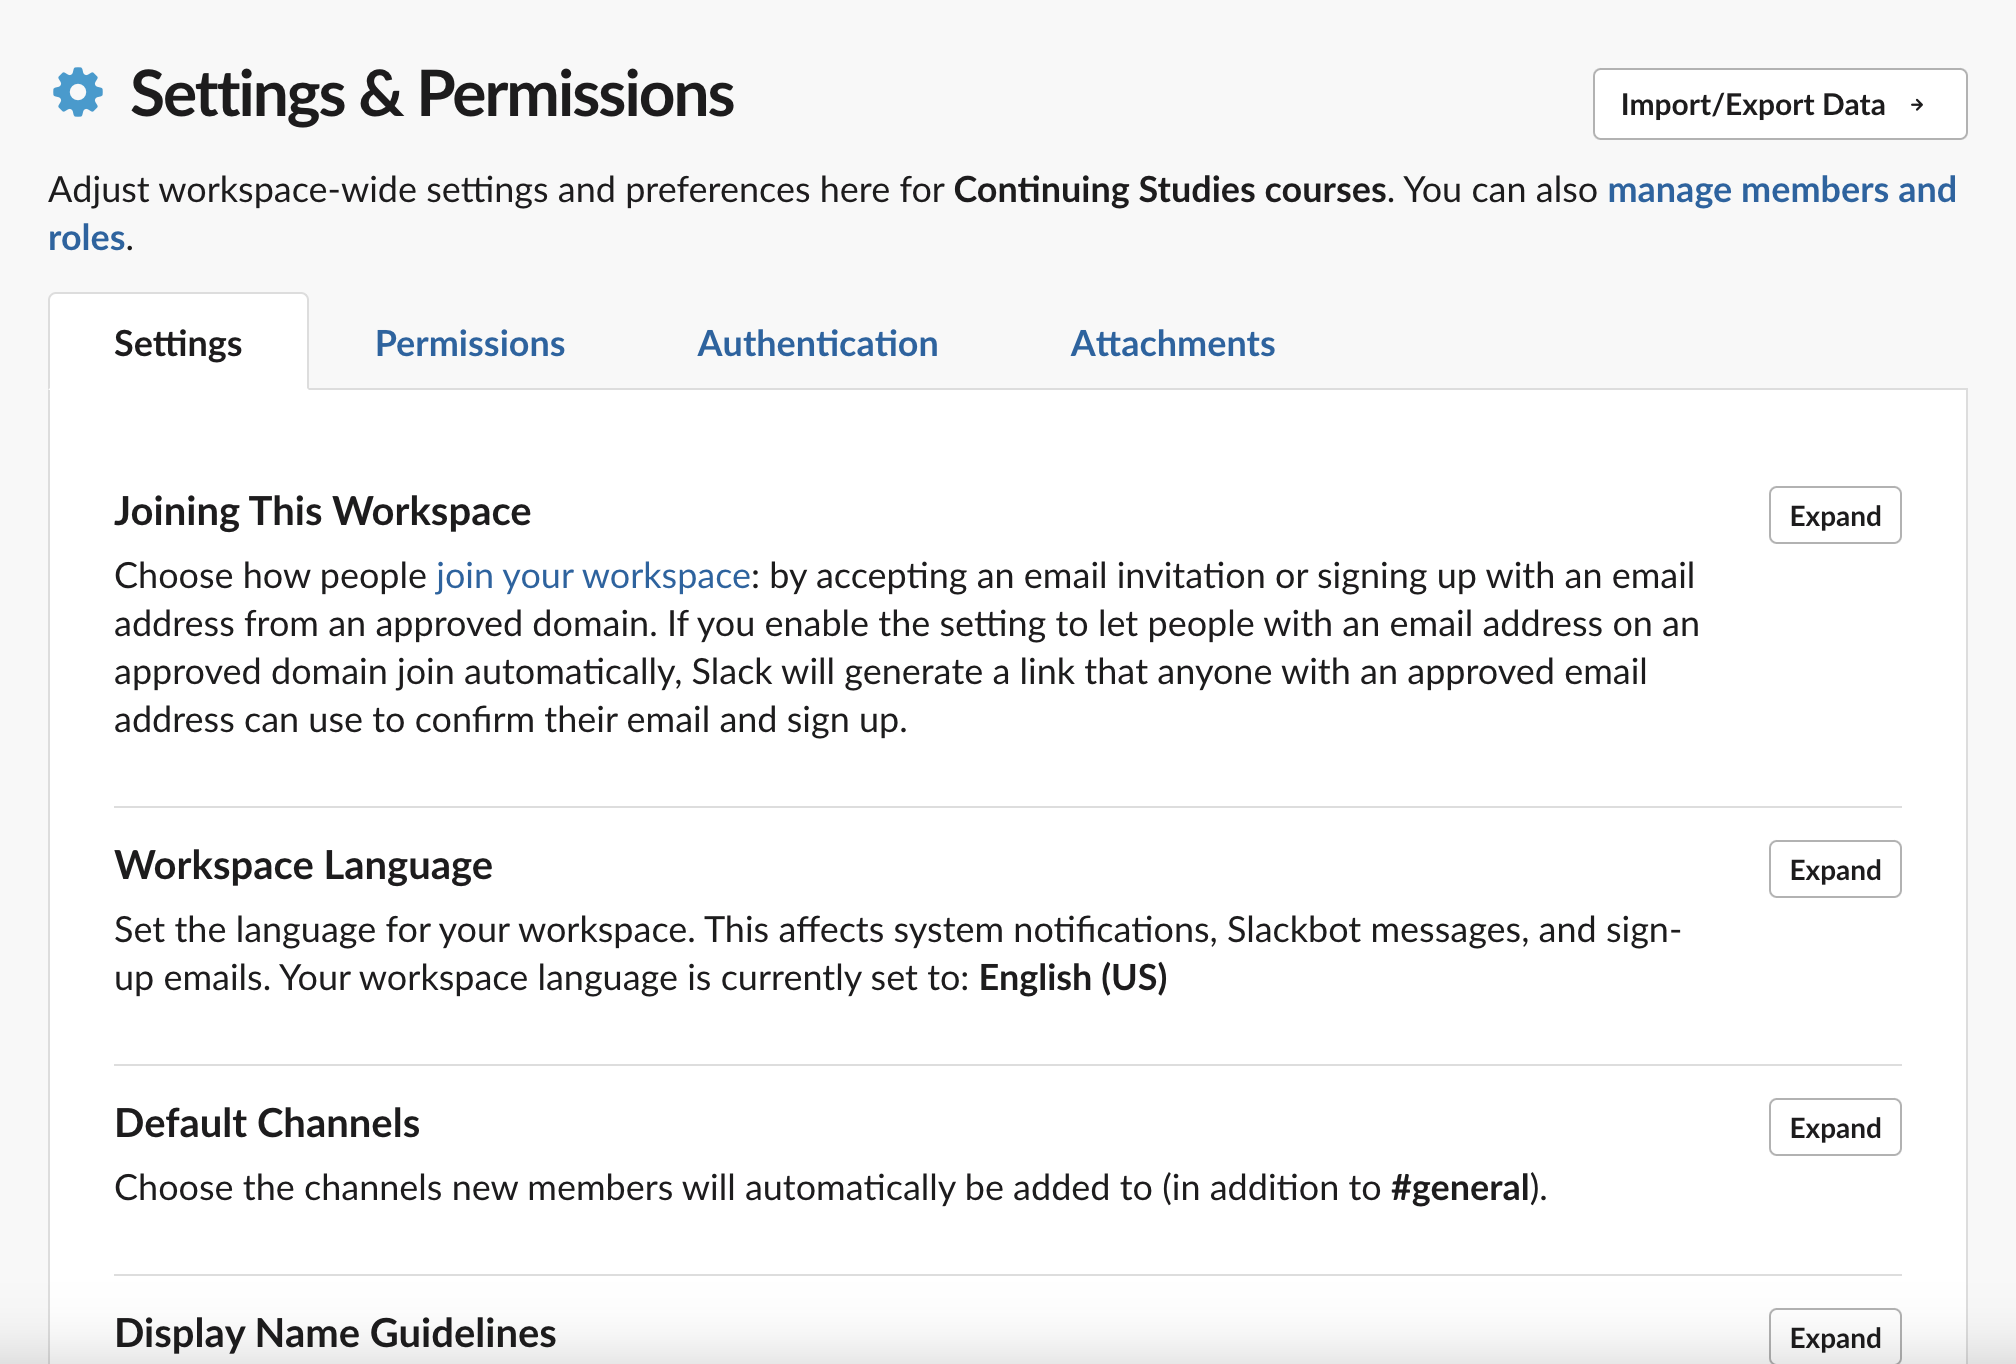 Settings & Permissions
Import/Export Data →
Adjust workspace-wide settings and preferences here for Continuing Studies courses. You can also manage members and
roles.
Settings
Permissions
Authentication
Attachments
Joining This Workspace
Expand
Choose how people join your workspace: by accepting an email invitation or signing up with an email
address from an approved domain. If you enable the setting to let people with an email address on an
approved domain join automatically, Slack will generate a link that anyone with an approved email
address can use to confirm their email and sign up.
Workspace Language
Expand
Set the language for your workspace. This affects system notifications, Slackbot messages, and sign-
up emails. Your workspace language is currently set to: English (US)
Default Channels
Expand
Choose the channels new members will automatically be added to (in addition to #general).
Display Name Guidelines
Expand